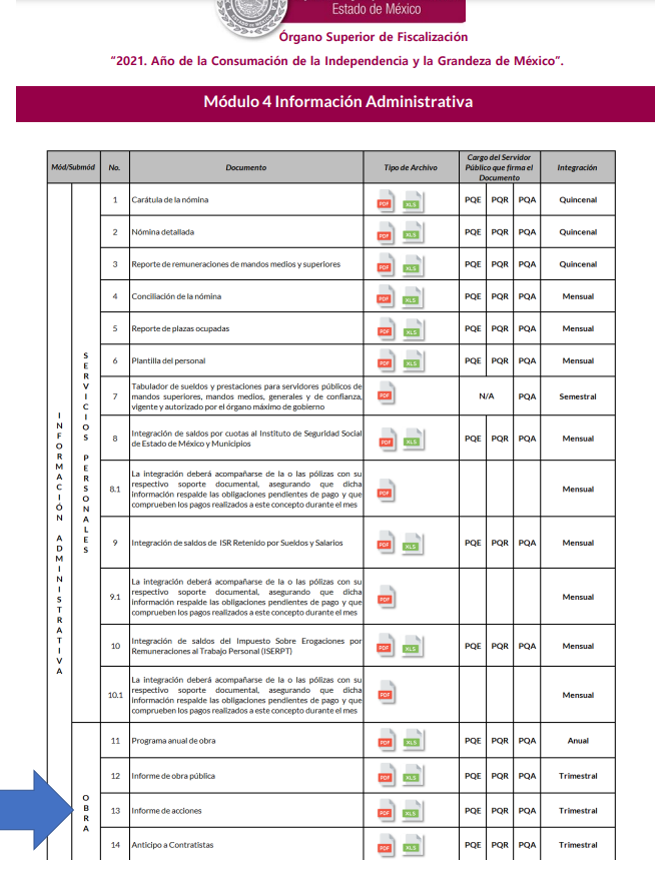 Estado de México
Órgano Superior de Fiscalización
"2021. Año de la Consumación de la Independencia y la Grandeza de México".
Módulo 4 Información Administrativa
Mód/Submód No. Documento Tipo de Archivo Cargo del Servidor Público que firma el Documento Integración
INFORMACIÓN ADMINISTRATIVA
SERVICIOS PERSONALES
1 Carátula de la nómina PDF XLS PQE PQR PQA Quincenal
2 Nómina detallada PDF XLS PQE PQR PQA Quincenal
3 Reporte de remuneraciones de mandos medios y superiores PDF XLS PQE PQR PQA Quincenal
4 Conciliación de la nómina PDF XLS PQE PQR PQA Mensual
5 Reporte de plazas ocupadas PDF XLS PQE PQR PQA Mensual
6 Plantilla del personal PDF XLS PQE PQR PQA Mensual
7 Tabulador de sueldos y prestaciones para servidores públicos de
mandos superiores, mandos medios, generales y de confianza,
vigente y autorizado por el órgano máximo de gobierno PDF N/A PQA Semestral
8 Integración de saldos por cuotas al Instituto de Seguridad Social
de Estado de México y Municipios PDF XLS PQE PQR PQA Mensual
8.1 La integración deberá acompañarse de la o las pólizas con su
respectivo soporte documental, asegurando que dicha
información respalde las obligaciones pendientes de pago y que
comprueben los pagos realizados a este concepto durante el mes PDF Mensual
9 Integración de saldos de ISR Retenido por Sueldos y Salarios PDF XLS PQE PQR PQA Mensual
9.1 La integración deberá acompañarse de la o las pólizas con su
respectivo soporte documental, asegurando que dicha
información respalde las obligaciones pendientes de pago y que
comprueben los pagos realizados a este concepto durante el mes PDF Mensual
10 Integración de saldos del Impuesto Sobre Erogaciones por
Remuneraciones al Trabajo Personal (ISERPT) PDF XLS PQE PQR PQA Mensual
10.1 La integración deberá acompañarse de la o las pólizas con su
respectivo soporte documental, asegurando que dicha
información respalde las obligaciones pendientes de pago y que
comprueben los pagos realizados a este concepto durante el mes PDF Mensual
OBRA
11 Programa anual de obra PDF XLS PQE PQR PQA Anual
12 Informe de obra pública PDF XLS PQE PQR PQA Trimestral
13 Informe de acciones PDF XLS PQE PQR PQA Trimestral
14 Anticipo a Contratistas PDF XLS PQE PQR PQA Trimestral